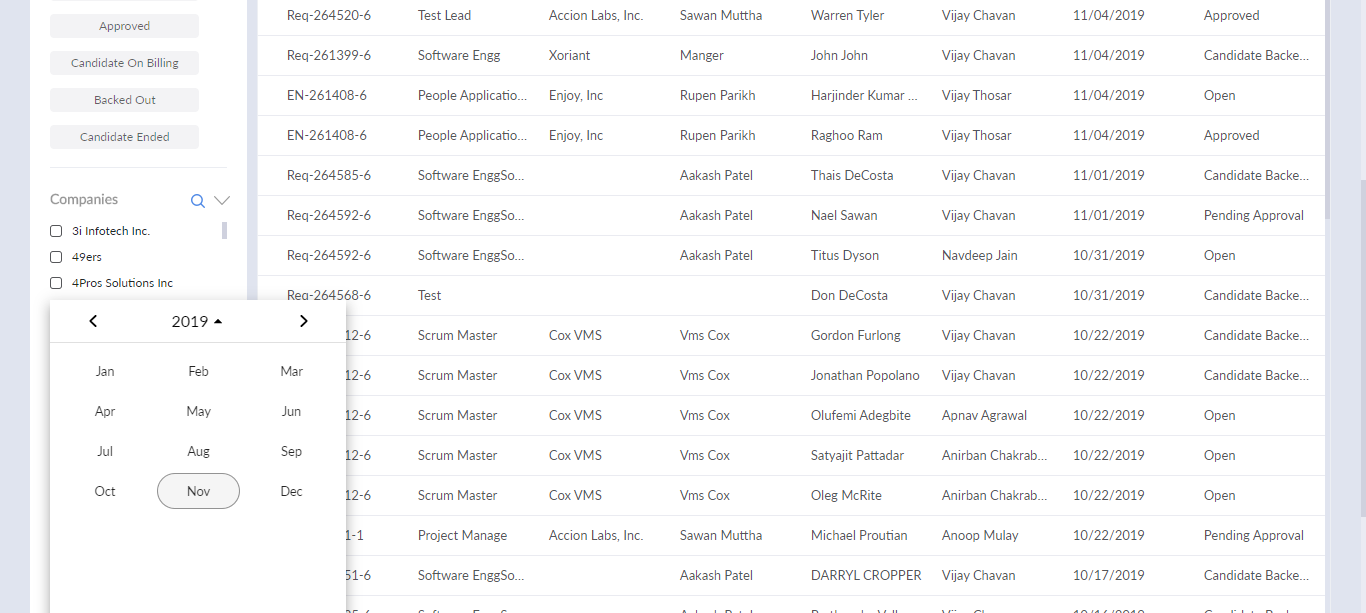 Approved
Candidate On Billing
Backed Out
Candidate Ended
Companies
3i Infotech Inc.
49ers
4Pros Solutions Inc
2019
Jan Feb Mar
Apr May Jun
Jul Aug Sep
Oct Nov Dec
Req-264520-6 Test Lead Accion Labs, Inc. Sawan Muttha Warren Tyler Vijay Chavan 11/04/2019 Approved
Req-261399-6 Software Engg Xoriant Manger John John Vijay Chavan 11/04/2019 Candidate Backe...
EN-261408-6 People Applicatio... Enjoy, Inc Rupen Parikh Harjinder Kumar ... Vijay Thosar 11/04/2019 Open
EN-261408-6 People Applicatio... Enjoy, Inc Rupen Parikh Raghoo Ram Vijay Thosar 11/04/2019 Approved
Req-264585-6 Software EnggSo... Aakash Patel Thais DeCosta Vijay Chavan 11/01/2019 Candidate Backe...
Req-264592-6 Software EnggSo... Aakash Patel Nael Sawan Vijay Chavan 11/01/2019 Pending Approval
Req-264592-6 Software EnggSo... Aakash Patel Titus Dyson Navdeep Jain 10/31/2019 Open
Req-264568-6 Test Don DeCosta Vijay Chavan 10/31/2019 Candidate Backe...
12-6 Scrum Master Cox VMS Vms Cox Gordon Furlong Vijay Chavan 10/22/2019 Candidate Backe...
12-6 Scrum Master Cox VMS Vms Cox Jonathan Popolano Vijay Chavan 10/22/2019 Candidate Backe...
12-6 Scrum Master Cox VMS Vms Cox Olufemi Adegbite Apnav Agrawal 10/22/2019 Open
12-6 Scrum Master Cox VMS Vms Cox Satyajit Pattadar Anirban Chakrab... 10/22/2019 Open
12-6 Scrum Master Cox VMS Vms Cox Oleg McRite Anirban Chakrab... 10/22/2019 Open
1-1 Project Manage Accion Labs, Inc. Sawan Muttha Michael Proutian Anoop Mulay 10/22/2019 Pending Approval
51-6 Software EnggSo... Aakash Patel DARRYL CROPPER Vijay Chavan 10/17/2019 Candidate Backe...